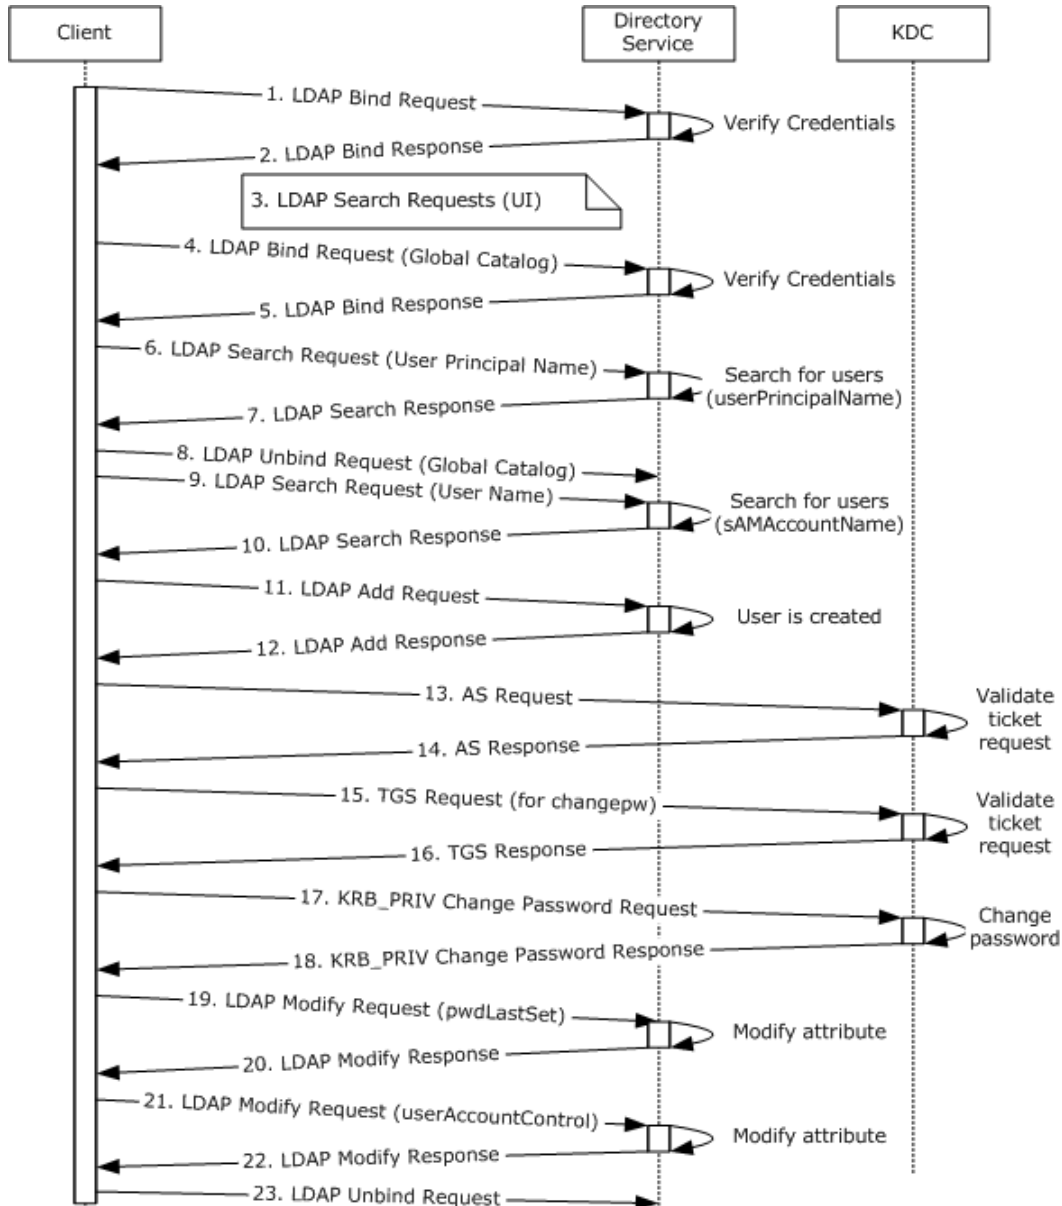 Client
Directory
Service
KDC
1. LDAP Bind Request
Verify Credentials
2. LDAP Bind Response
3. LDAP Search Requests (UI)
4. LDAP Bind Request (Global Catalog)
Verify Credentials
5. LDAP Bind Response
6. LDAP Search Request (User Principal Name)
Search for users
(userPrincipalName)
7. LDAP Search Response
8. LDAP Unbind Request (Global Catalog)
9. LDAP Search Request (User Name)
Search for users
(sAMAccountName)
10. LDAP Search Response
11. LDAP Add Request
User is created
12. LDAP Add Response
13. AS Request
Validate
ticket
request
14. AS Response
15. TGS Request (for changepw)
Validate
ticket
request
16. TGS Response
17. KRB_PRIV Change Password Request
Change
password
18. KRB_PRIV Change Password Response
19. LDAP Modify Request (pwdLastSet)
Modify attribute
20. LDAP Modify Response
21. LDAP Modify Request (userAccountControl)
Modify attribute
22. LDAP Modify Response
23. LDAP Unbind Request